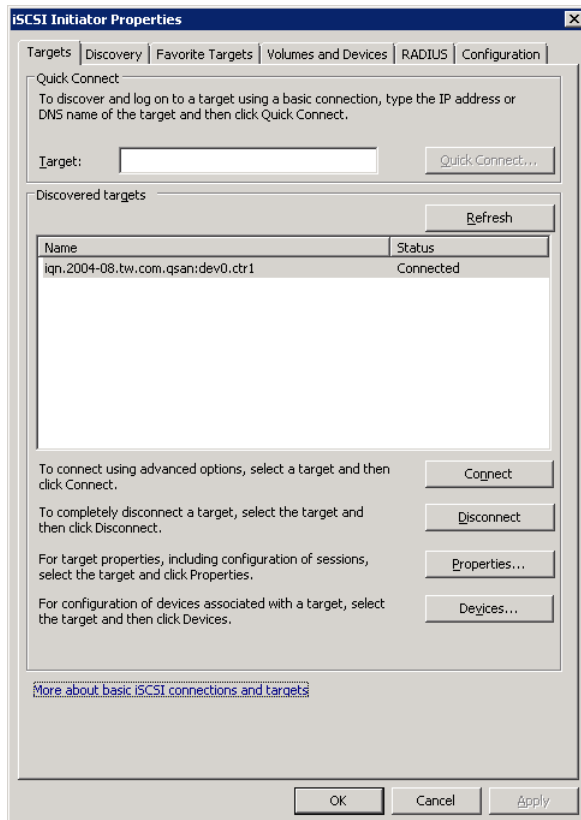 iSCSI Initiator Properties
Targets Discovery Favorite Targets Volumes and Devices RADIUS Configuration
Quick Connect
To discover and log on to a target using a basic connection, type the IP address or
DNS name of the target and then click Quick Connect.
Target:
Quick Connect...
Discovered targets
Refresh
Name Status
iqn.2004-08.tw.com.qsan:dev0.ctr1 Connected
To connect using advanced options, select a target and then
click Connect.
Connect
To completely disconnect a target, select the target and
then click Disconnect.
Disconnect
For target properties, including configuration of sessions,
select the target and click Properties.
Properties...
For configuration of devices associated with a target, select
the target and then click Devices.
Devices...
More about basic iSCSI connections and targets
OK Cancel Apply